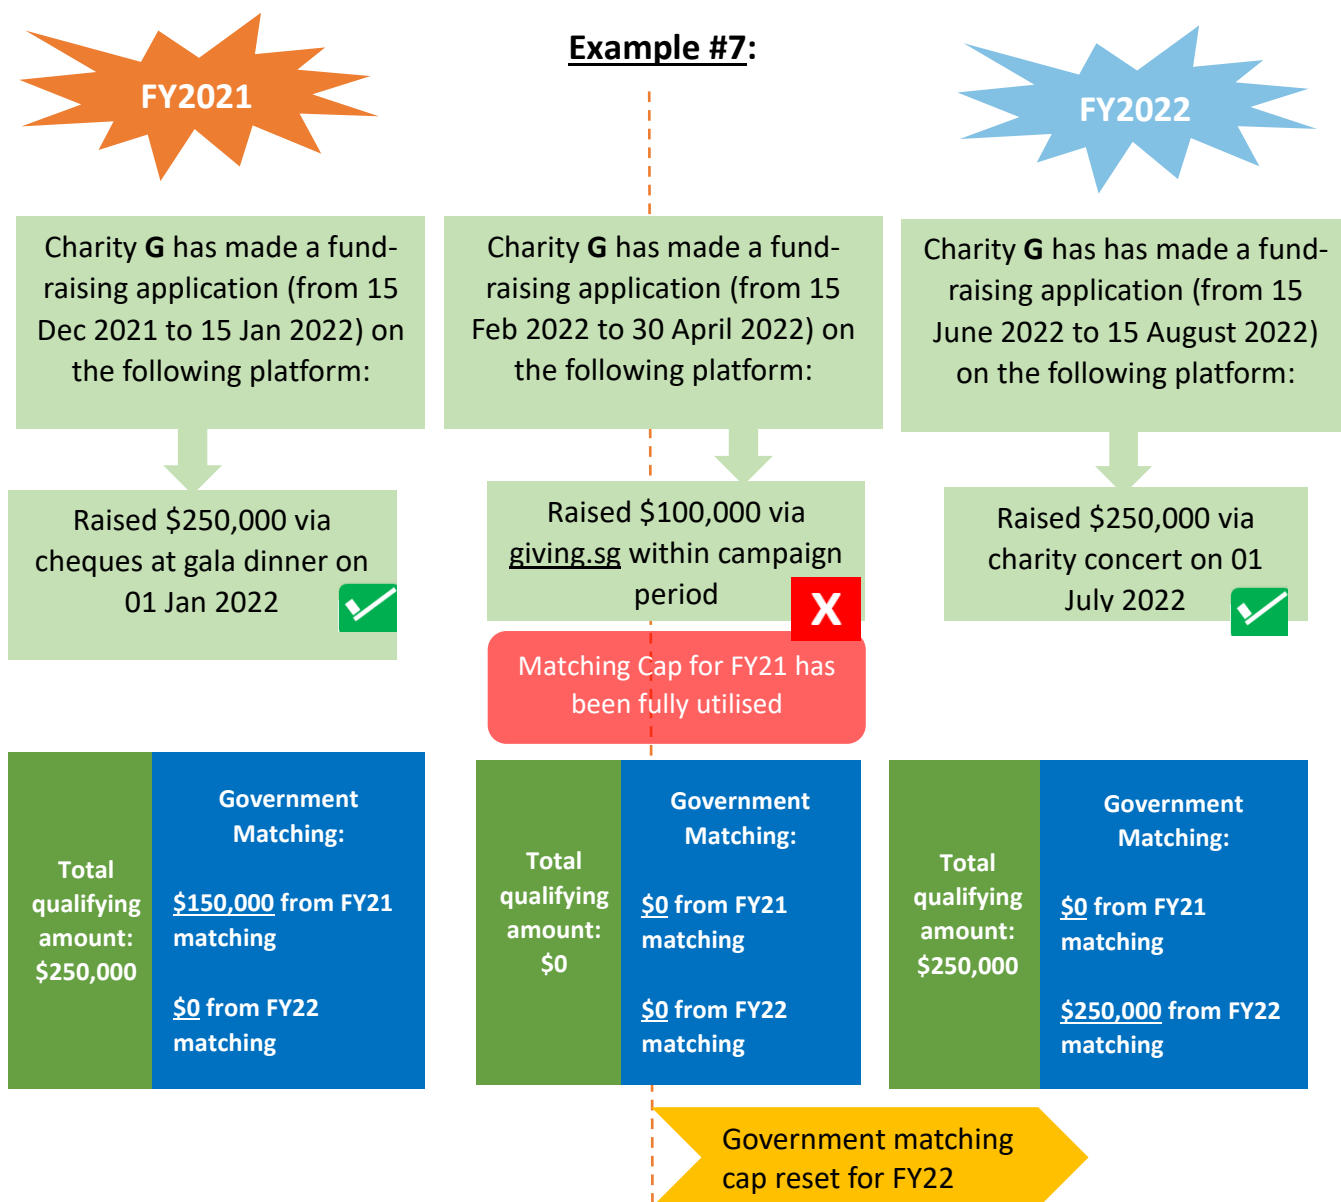 Example #7:
FY2021
FY2022
Charity G has made a fund-
raising application (from 15
Dec 2021 to 15 Jan 2022) on
the following platform:
Charity G has made a fund-
raising application (from 15
Feb 2022 to 30 April 2022) on
the following platform:
Charity G has has made a fund-
raising application (from 15
June 2022 to 15 August 2022)
on the following platform:
Raised $250,000 via
cheques at gala dinner on
01 Jan 2022
Raised $100,000 via
giving.sg within campaign
period
X
Raised $250,000 via
charity concert on 01
July 2022
Matching Cap for FY21 has
been fully utilised
Total
qualifying
amount:
$250,000
Government
Matching:
$150,000 from FY21
matching
$0 from FY22
matching
Total
qualifying
amount:
$0
Government
Matching:
$0 from FY21
matching
$0 from FY22
matching
Total
qualifying
amount:
$250,000
Government
Matching:
$0 from FY21
matching
$250,000 from FY22
matching
Government matching
cap reset for FY22